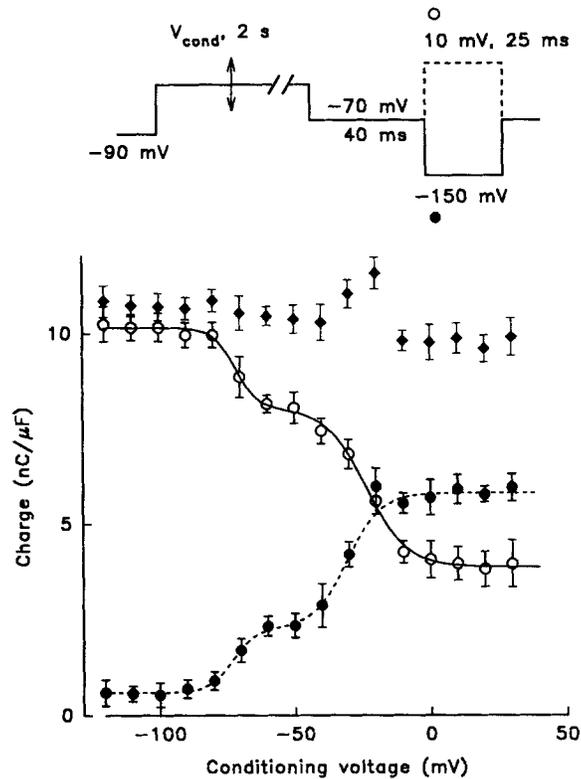 V_cond, 2 s
10 mV, 25 ms
−70 mV
40 ms
−90 mV
−150 mV
10
5
0
Charge (nC/μF)
−100
−50
0
50
Conditioning voltage (mV)